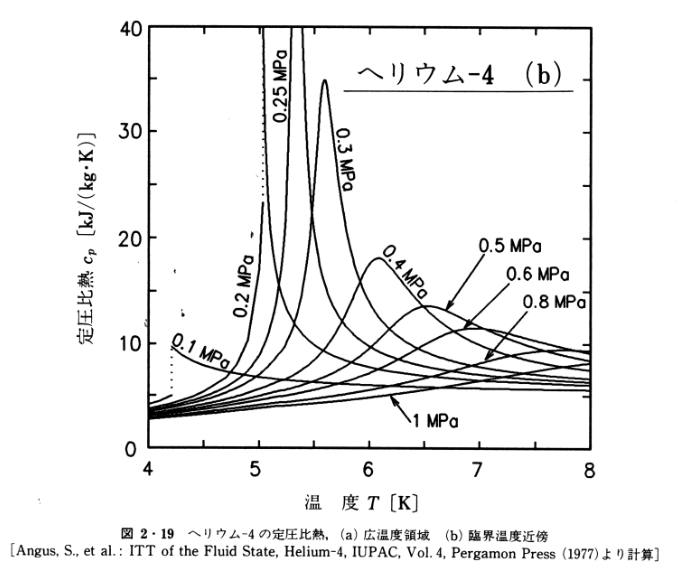 40
30
20
10
0
定圧比熱 cp [kJ/(kg・K)]
ヘリウム-4 (b)
0.25 MPa
0.3 MPa
0.2 MPa
0.4 MPa
0.5 MPa
0.6 MPa
0.8 MPa
0.1 MPa
1 MPa
4 5 6 7 8
温 度 T [K]
図 2・19 ヘリウム-4 の定圧比熱, (a) 広温度領域 (b) 臨界温度近傍
[Angus, S., et al.: ITT of the Fluid State, Helium-4, IUPAC, Vol. 4, Pergamon Press (1977) より計算]